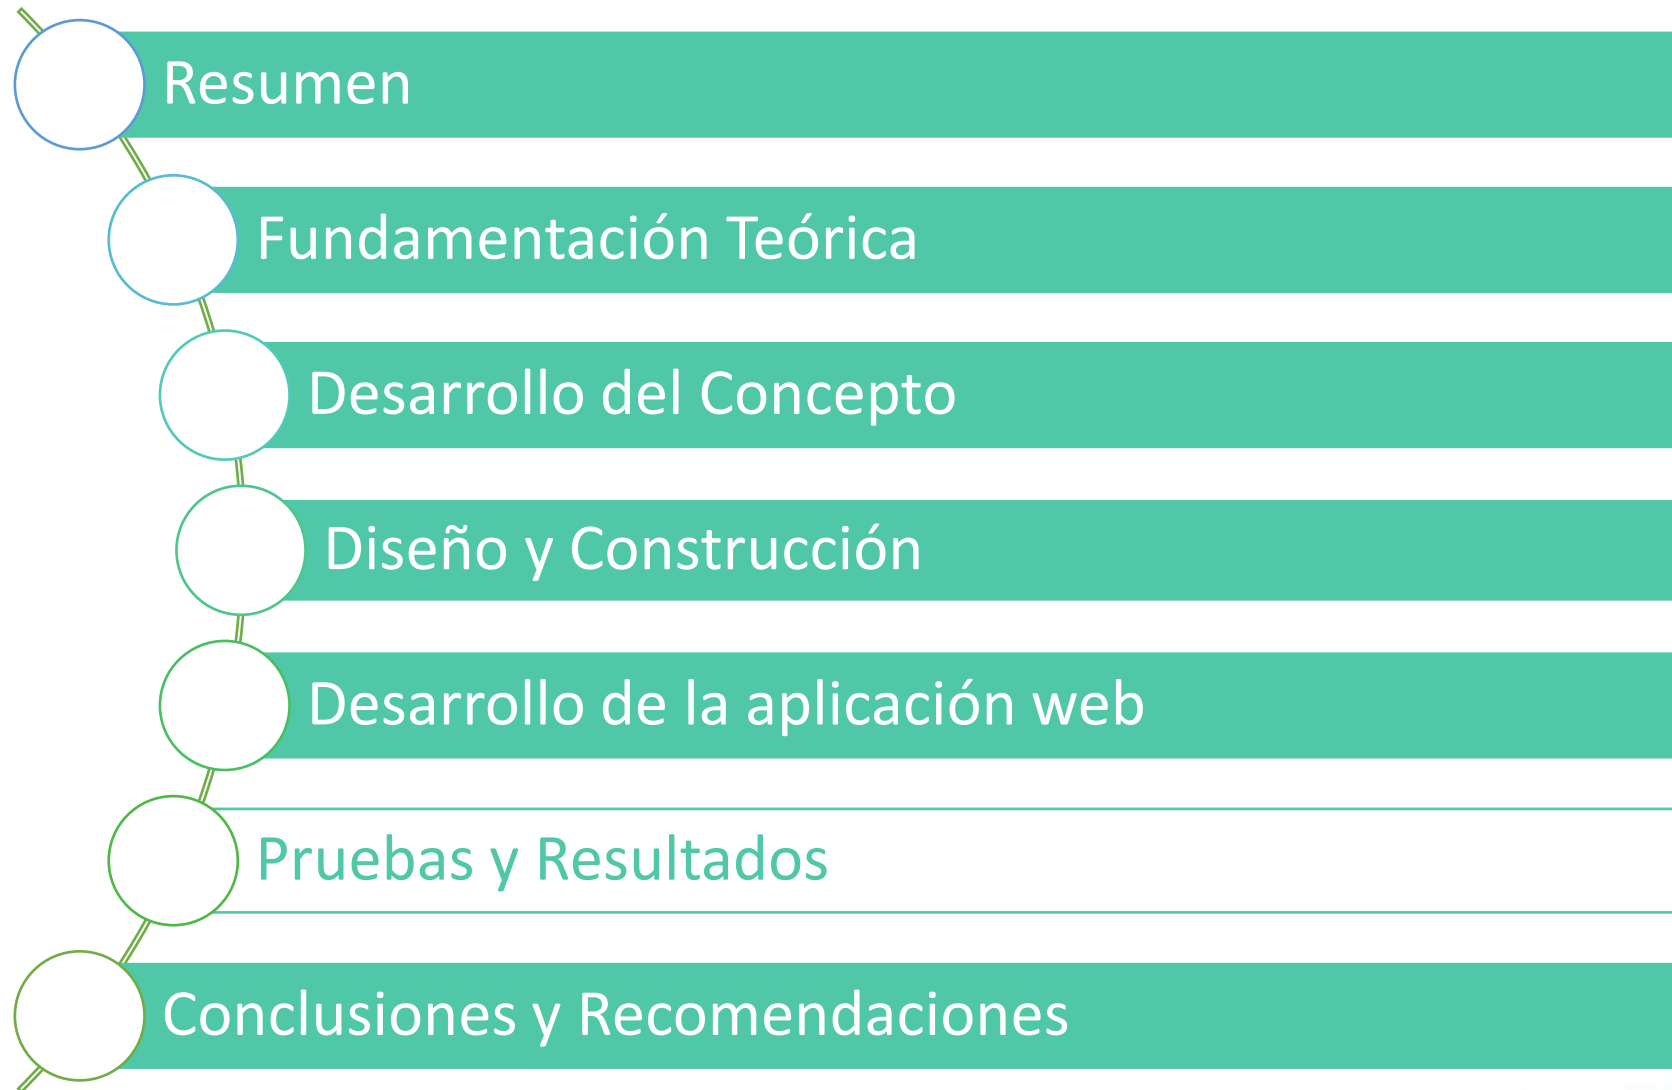 Resumen
Fundamentación Teórica
Desarrollo del Concepto
Diseño y Construcción
Desarrollo de la aplicación web
Pruebas y Resultados
Conclusiones y Recomendaciones